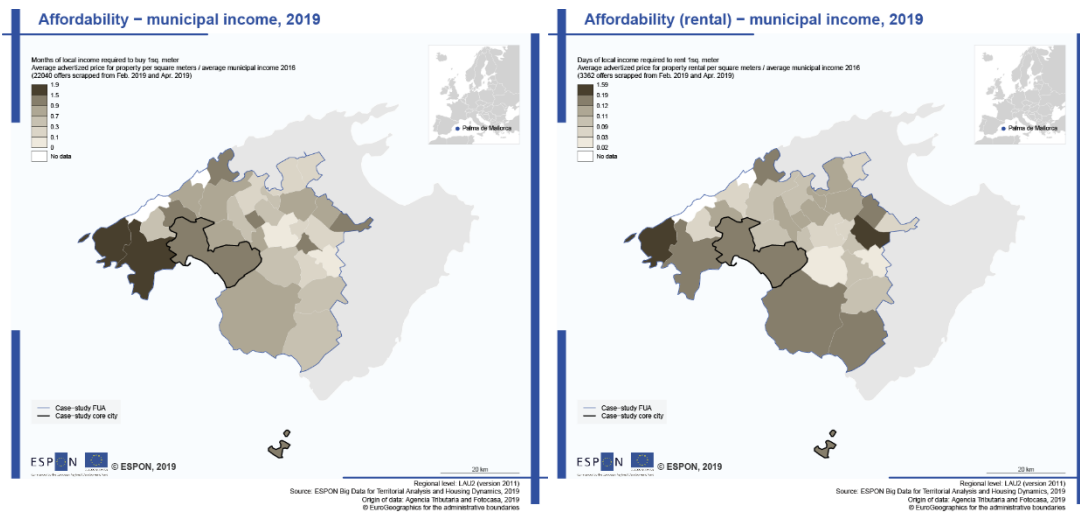 Affordability − municipal income, 2019
Months of local income required to buy 1sq. meter
Average advertized price for property per square meters / average municipal income 2016
(22040 offers scrapped from Feb. 2019 and Apr. 2019)
1.9
1.5
0.9
0.7
0.3
0.1
0
No data
Palma de Mallorca
Case−study FUA
Case−study core city
ESPON
© ESPON, 2019
20 km
Regional level: LAU2 (version 2011)
Source: ESPON Big Data for Territorial Analysis and Housing Dynamics, 2019
Origin of data: Agencia Tributaria and Fotocasa, 2019
© EuroGeographics for the administrative boundaries
Affordability (rental) − municipal income, 2019
Days of local income required to rent 1sq. meter
Average advertized price for property rental per square meters / average municipal income 2016
(3362 offers scrapped from Feb. 2019 and Apr. 2019)
1.59
0.19
0.12
0.11
0.09
0.03
0.02
No data
Palma de Mallorca
Case−study FUA
Case−study core city
ESPON
© ESPON, 2019
20 km
Regional level: LAU2 (version 2011)
Source: ESPON Big Data for Territorial Analysis and Housing Dynamics, 2019
Origin of data: Agencia Tributaria and Fotocasa, 2019
© EuroGeographics for the administrative boundaries